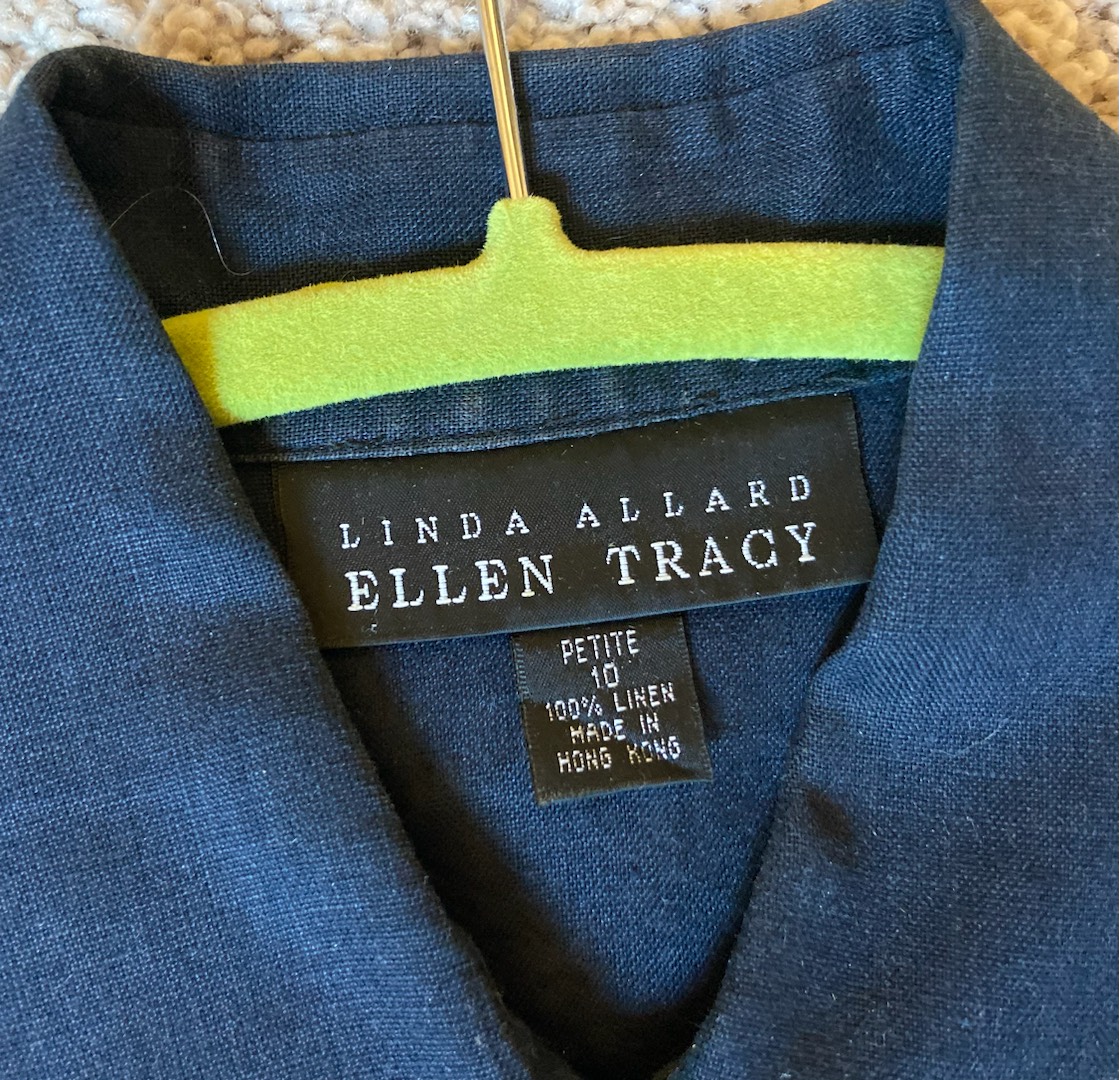 LINDA ALLARD
ELLEN TRACY
PETITE
10
100% LINEN
MADE IN
HONG KONG